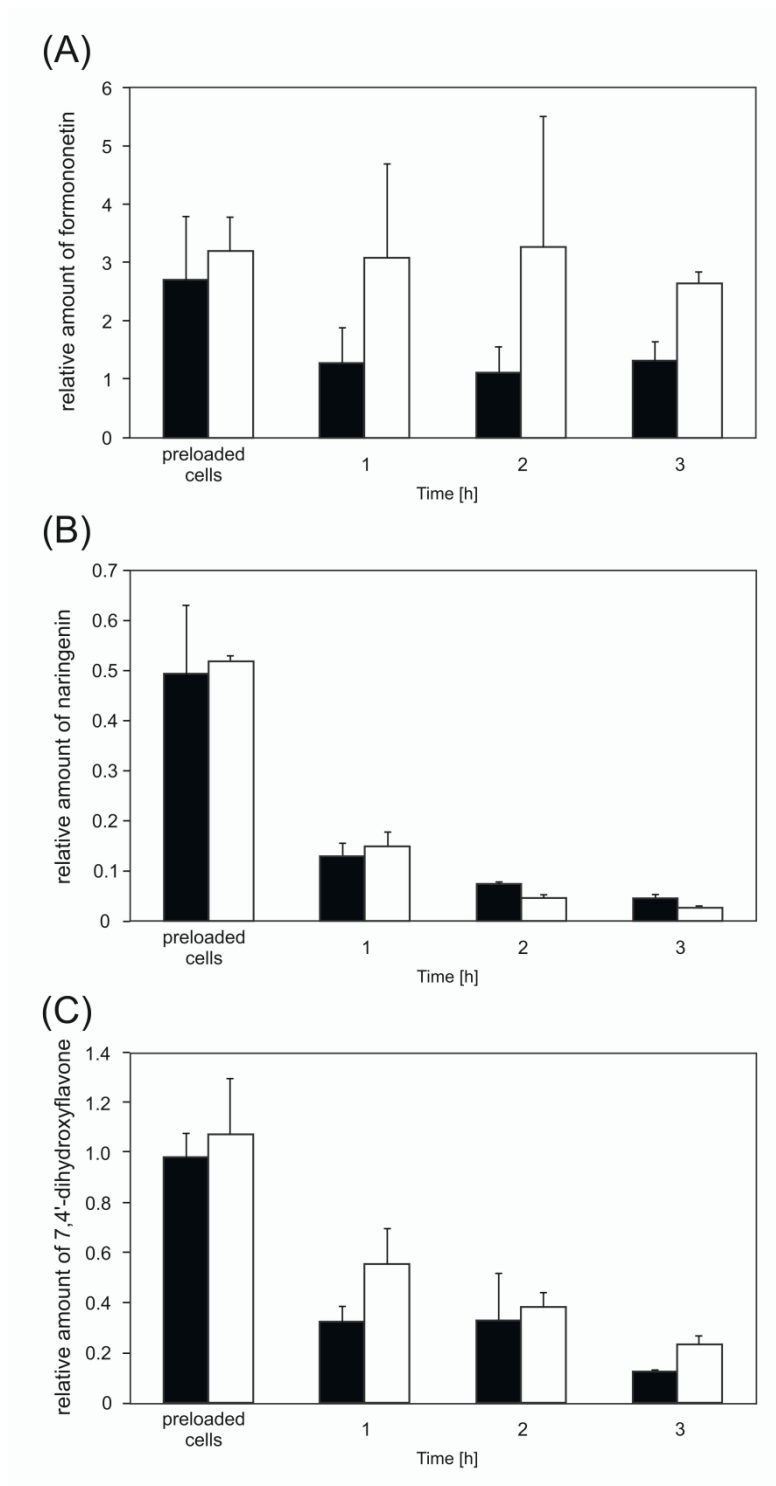 (A)
relative amount of formononetin
6
5
4
3
2
1
0
preloaded
cells
1
2
3
Time [h]
(B)
relative amount of naringenin
0.7
0.6
0.5
0.4
0.3
0.2
0.1
0
preloaded
cells
1
2
3
Time [h]
(C)
relative amount of 7,4'-dihydroxyflavone
1.4
1.2
1.0
0.8
0.6
0.4
0.2
0
preloaded
cells
1
2
3
Time [h]